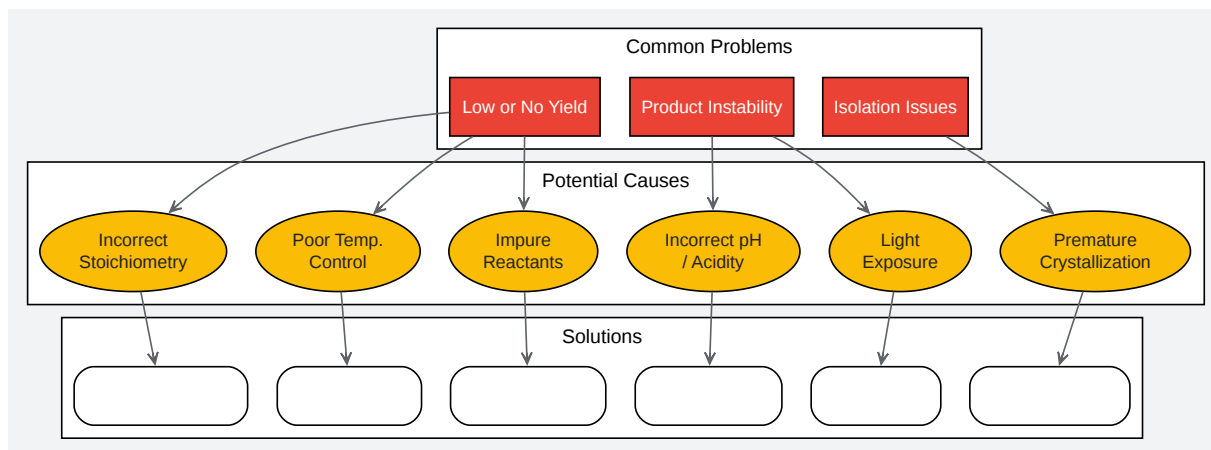 Common Problems
Low or No Yield
Product Instability
Isolation Issues
Potential Causes
Incorrect
Stoichiometry
Poor Temp.
Control
Impure
Reactants
Incorrect pH
/ Acidity
Light
Exposure
Premature
Crystallization
Solutions